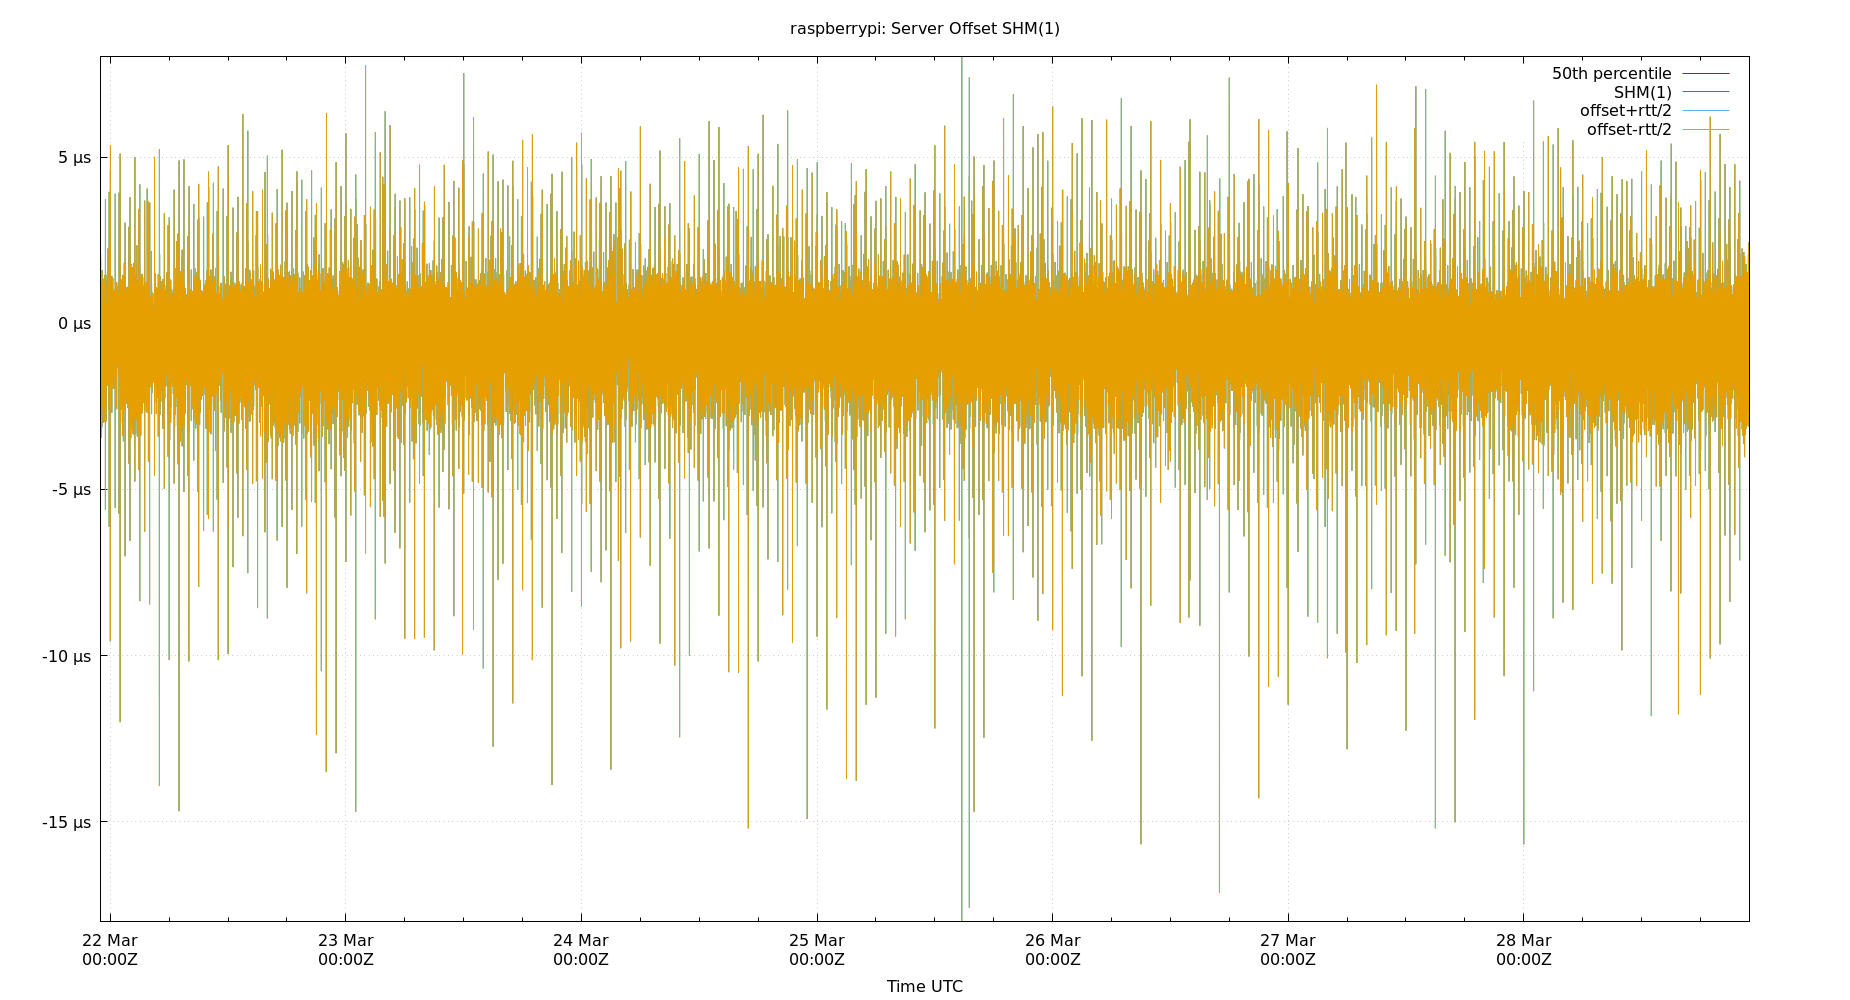 raspberrypi: Server Offset SHM(1)
50th percentile
SHM(1)
offset+rtt/2
offset-rtt/2
5 µs
0 µs
-5 µs
-10 µs
-15 µs
22 Mar 23 Mar 24 Mar 25 Mar 26 Mar 27 Mar 28 Mar
00:00Z 00:00Z 00:00Z 00:00Z 00:00Z 00:00Z 00:00Z
Time UTC